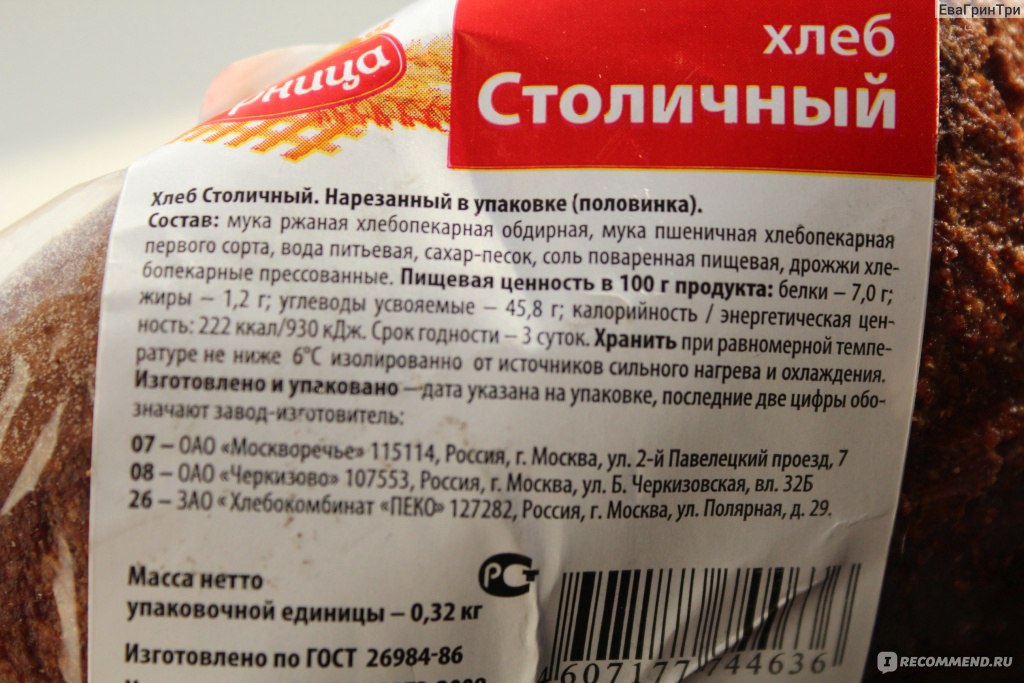 ЕваГринТри
хлеб
Столичный
Хлеб Столичный. Нарезанный в упаковке (половинка).
Состав: мука ржаная хлебопекарная обдирная, мука пшеничная хлебопекарная
первого сорта, вода питьевая, сахар-песок, соль поваренная пищевая, дрожжи хле-
бопекарные прессованные. Пищевая ценность в 100 г продукта: белки – 7,0 г;
жиры – 1,2 г; углеводы усвояемые – 45,8 г; калорийность / энергетическая цен-
ность: 222 ккал/930 кДж. Срок годности – 3 суток. Хранить при равномерной темпе-
ратуре не ниже 6°С изолированно от источников сильного нагрева и охлаждения.
Изготовлено и упаковано – дата указана на упаковке, последние две цифры обо-
значают завод-изготовитель:
07 – ОАО «Москворечье» 115114, Россия, г. Москва, ул. 2-й Павелецкий проезд, 7
08 – ОАО «Черкизово» 107553, Россия, г. Москва, ул. Б. Черкизовская, вл. 32Б
26 – ЗАО «Хлебокомбинат «ПЕКО» 127282, Россия, г. Москва, ул. Полярная, д. 29.
Масса нетто
упаковочной единицы – 0,32 кг
Изготовлено по ГОСТ 26984-86
4607177744636
IRECOMMEND.RU